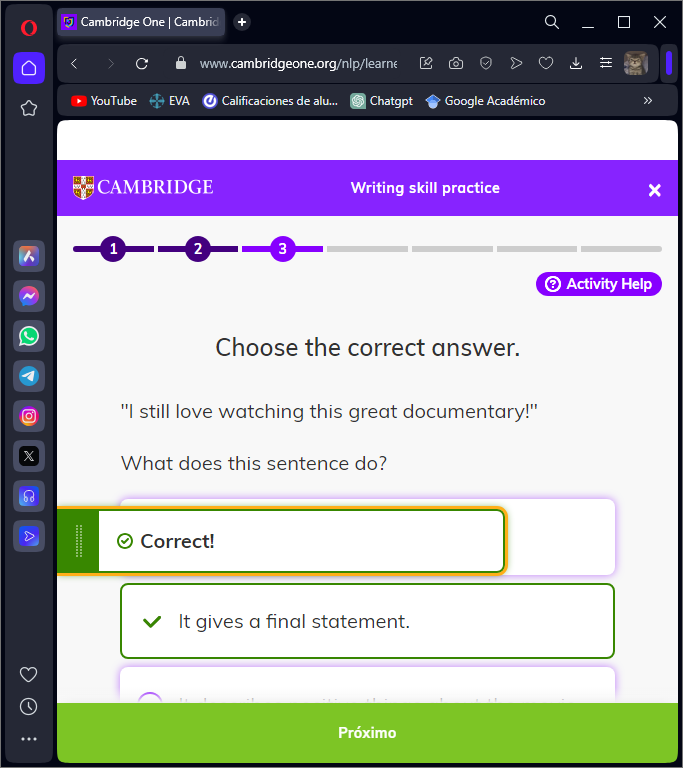 Cambridge One | Cambrid
www.cambridgeone.org/nlp/learne
YouTube
EVA
Calificaciones de alu...
Chatgpt
Google Académico
»
CAMBRIDGE
Writing skill practice
1
2
3
Activity Help
Choose the correct answer.
"I still love watching this great documentary!"
What does this sentence do?
Correct!
It gives a final statement.
Próximo